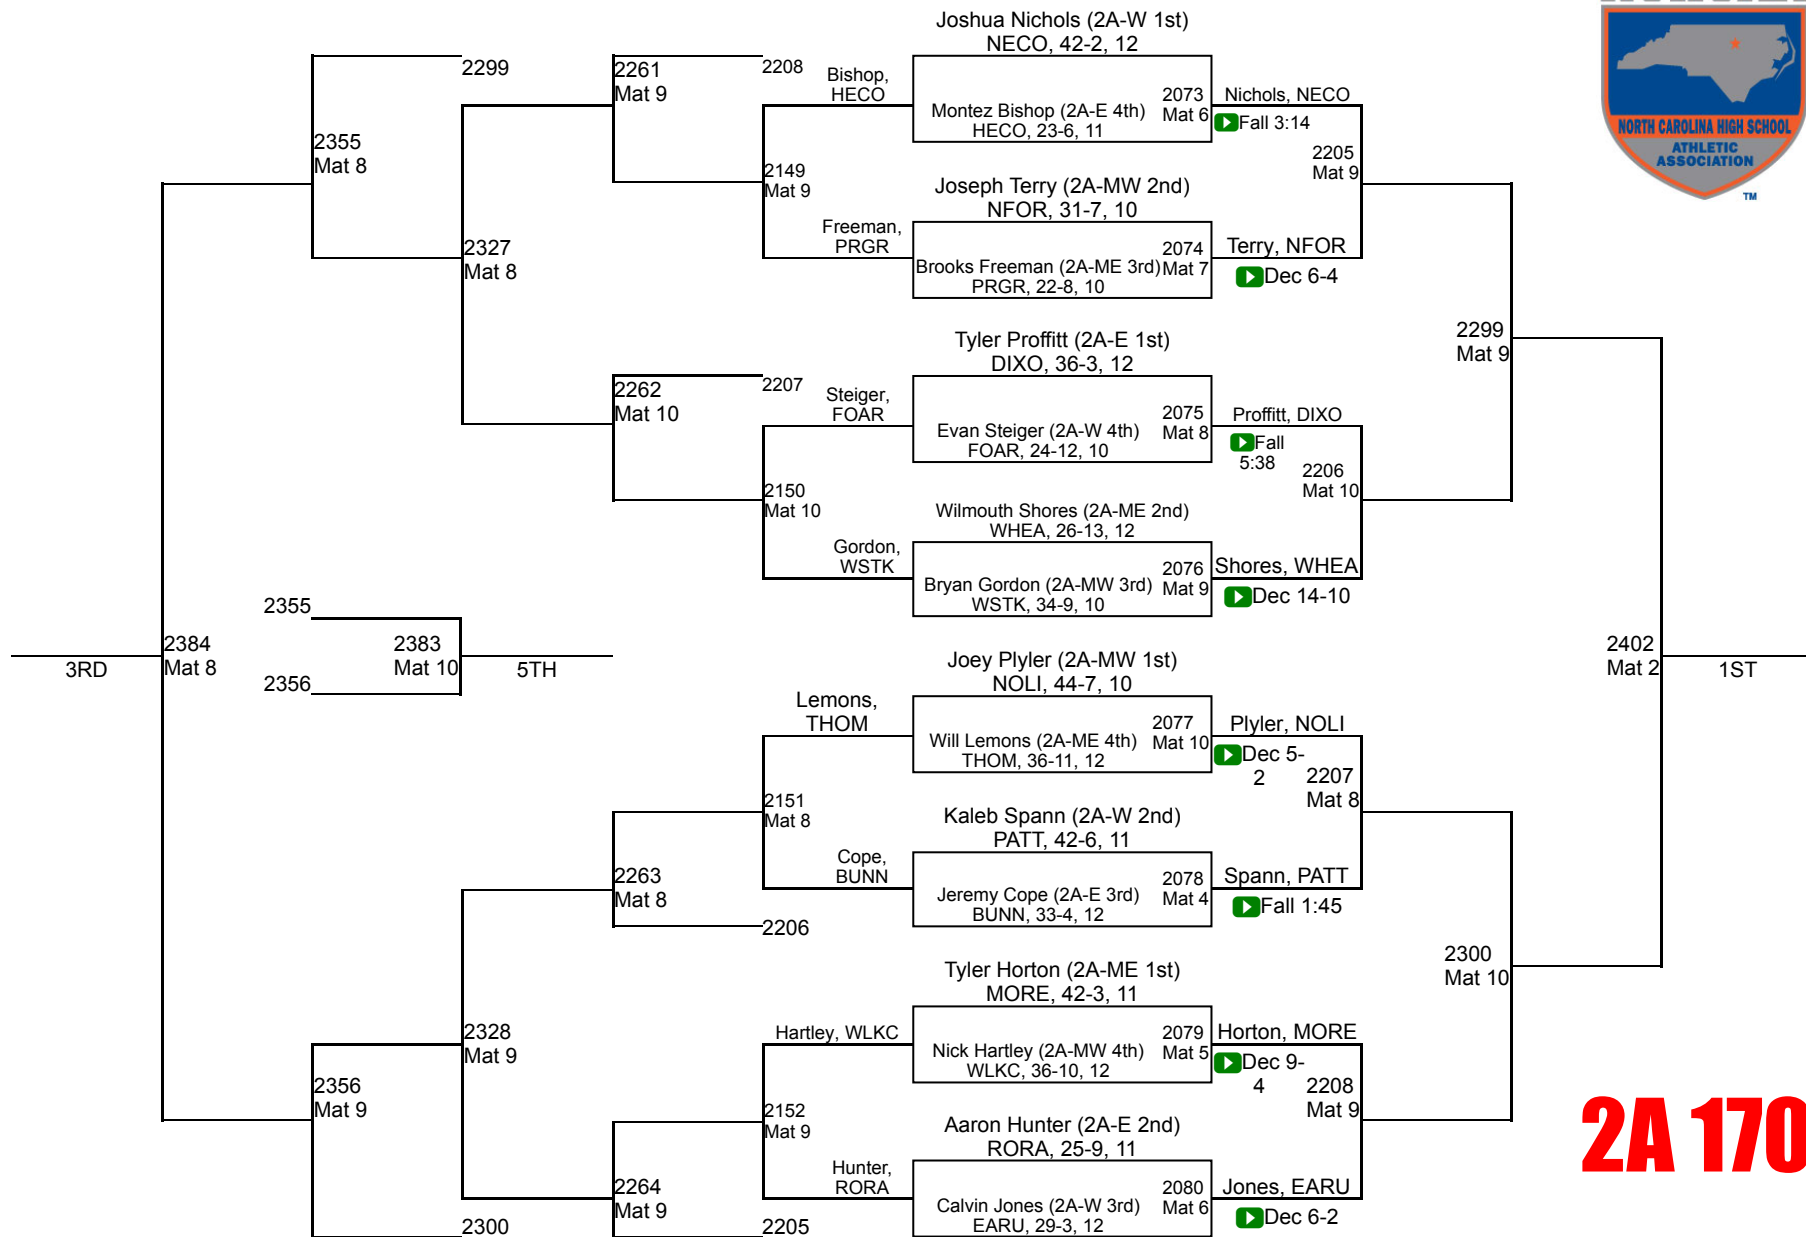 Joshua Nichols (2A-W 1st)
NECO, 42-2, 12
2299
2261
Mat 9
2208
Bishop,
HECO
Montez Bishop (2A-E 4th)
HECO, 23-6, 11
2073
Mat 6
Nichols, NECO
Fall 3:14
NORTH CAROLINA HIGH SCHOOL
ATHLETIC
ASSOCIATION
TM
2355
Mat 8
2149
Mat 9
2205
Mat 9
Joseph Terry (2A-MW 2nd)
NFOR, 31-7, 10
2327
Mat 8
Freeman,
PRGR
Brooks Freeman (2A-ME 3rd)
PRGR, 22-8, 10
2074
Mat 7
Terry, NFOR
Dec 6-4
Tyler Proffitt (2A-E 1st)
DIXO, 36-3, 12
2299
Mat 9
2262
Mat 10
2207
Steiger,
FOAR
Evan Steiger (2A-W 4th)
FOAR, 24-12, 10
2075
Mat 8
Proffitt, DIXO
Fall
5:38
2150
Mat 10
2206
Mat 10
Wilmouth Shores (2A-ME 2nd)
WHEA, 26-13, 12
Gordon,
WSTK
Bryan Gordon (2A-MW 3rd)
WSTK, 34-9, 10
2076
Mat 9
Shores, WHEA
Dec 14-10
2355
2384
Mat 8
3RD
2356
2383
Mat 10
5TH
2402
Mat 2
1ST
Joey Plyler (2A-MW 1st)
NOLI, 44-7, 10
Lemons,
THOM
Will Lemons (2A-ME 4th)
THOM, 36-11, 12
2077
Mat 10
Plyler, NOLI
Dec 5-
2
2151
Mat 8
2207
Mat 8
Kaleb Spann (2A-W 2nd)
PATT, 42-6, 11
2263
Mat 8
Cope,
BUNN
Jeremy Cope (2A-E 3rd)
BUNN, 33-4, 12
2078
Mat 4
Spann, PATT
Fall 1:45
2206
2300
Mat 10
Tyler Horton (2A-ME 1st)
MORE, 42-3, 11
2328
Mat 9
Hartley, WLKC
Nick Hartley (2A-MW 4th)
WLKC, 36-10, 12
2079
Mat 5
Horton, MORE
Dec 9-
4
2356
Mat 9
2152
Mat 9
2208
Mat 9
Aaron Hunter (2A-E 2nd)
RORA, 25-9, 11
2A 170
2264
Mat 9
Hunter,
RORA
Calvin Jones (2A-W 3rd)
EARU, 29-3, 12
2080
Mat 6
Jones, EARU
Dec 6-2
2300
2205